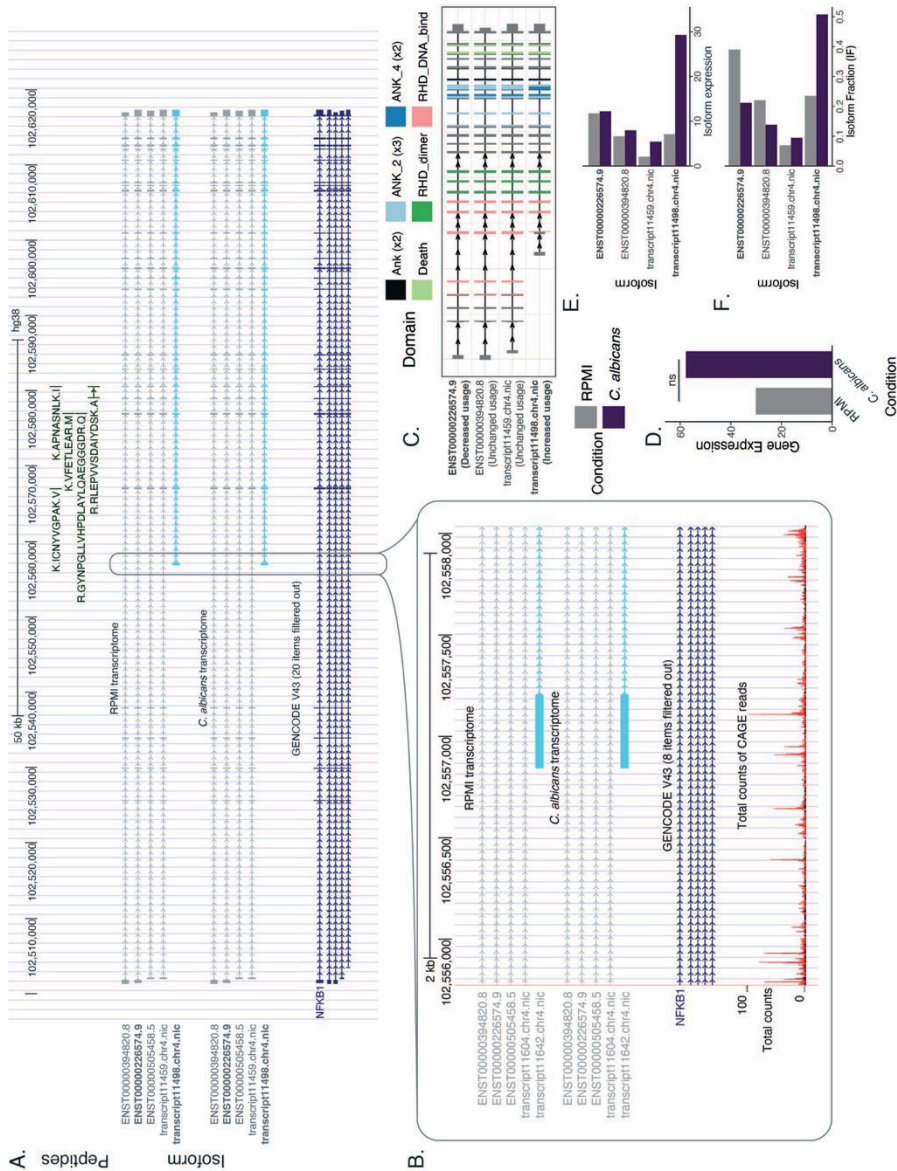 A.
50 kb
hg38
102,510,000|
102,520,000|
102,530,000|
102,540,000|
102,550,000|
102,560,000|
102,570,000|
102,580,000|
102,590,000|
102,600,000|
102,610,000|
102,620,000|
Peptides
K.ICNYVGPAK.V|
K.APNASNLK.I|
K.VFETLEAR.M
R.GYNPGLLVHPDLAYLQAEGGGDR.Q|
R.RLEPVVSDAIYDSK.A
Isoform
RPMI transcriptome
ENST00000394820.8
ENST00000226574.9
ENST00000505458.5
transcript11459.chr4.nic
transcript11498.chr4.nic
C. albicans transcriptome
ENST00000394820.8
ENST00000226574.9
ENST00000505458.5
transcript11459.chr4.nic
transcript11498.chr4.nic
GENCODE V43 (20 items filtered out)
NFKB1
B.
2 kb
102,556,000|
102,556,500|
102,557,000|
102,557,500|
102,558,000|
RPMI transcriptome
ENST00000394820.8
ENST00000226574.9
ENST00000505458.5
transcript11604.chr4.nic
transcript11642.chr4.nic
C. albicans transcriptome
ENST00000394820.8
ENST00000226574.9
ENST00000505458.5
transcript11604.chr4.nic
transcript11642.chr4.nic
GENCODE V43 (8 items filtered out)
NFKB1
Total counts of CAGE reads
Total counts
100
0
C.
Domain
Ank (x2)
ANK_2 (x3)
ANK_4 (x2)
Death
RHD_dimer
RHD_DNA_bind
ENST00000226574.9
(Decreased usage)
ENST00000394820.8
(Unchanged usage)
transcript11459.chr4.nic
(Unchanged usage)
transcript11498.chr4.nic
(Increased usage)
Condition
RPMI
C. albicans
D.
Gene Expression
60
40
20
0
ns
RPMI
C. albicans
Condition
E.
Isoform
ENST00000226574.9
ENST00000394820.8
transcript11459.chr4.nic
transcript11498.chr4.nic
0
10
20
30
Isoform expression
F.
Isoform
ENST00000226574.9
ENST00000394820.8
transcript11459.chr4.nic
transcript11498.chr4.nic
0.0
0.1
0.2
0.3
0.4
0.5
Isoform Fraction (IF)